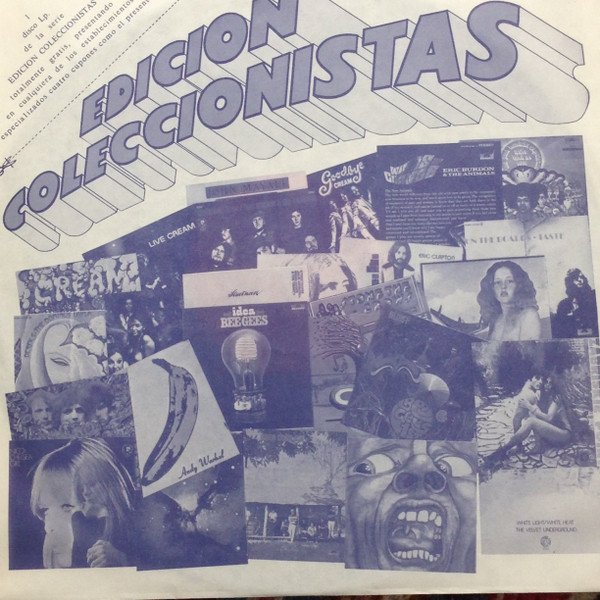 1
disco Lp.
de la serie
EDICION COLECCIONISTAS
totalmente gratis, presentando
en cualquiera de los establecimientos
especializados cuatro cupones como el present
EDICION
COLECCIONISTAS
Goodbye
CREAM
ERIC BURDON
& THE ANIMALS
LIVE CREAM
ON THE BOARDS · TASTE
ERIC CLAPTON
CREAM
idea
BEE GEES
Andy Warhol
WHITE LIGHT/WHITE HEAT
THE VELVET UNDERGROUND